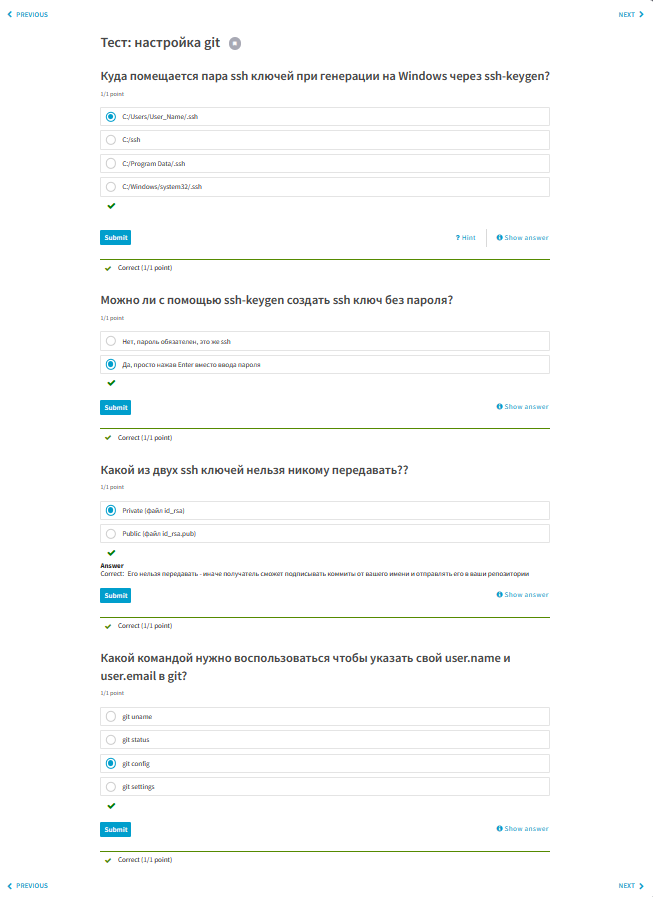 PREVIOUS
NEXT
Тест: настройка git
Куда помещается пара ssh ключей при генерации на Windows через ssh-keygen?
1/1 point
C:/Users/User_Name/.ssh
C:/ssh
C:/Program Data/.ssh
C:/Windows/system32/.ssh
Submit
? Hint
Show answer
Correct (1/1 point)
Можно ли с помощью ssh-keygen создать ssh ключ без пароля?
1/1 point
Нет, пароль обязателен, это же ssh
Да, просто нажав Enter вместо ввода пароля
Submit
Show answer
Correct (1/1 point)
Какой из двух ssh ключей нельзя никому передавать??
1/1 point
Private (файл id_rsa)
Public (файл id_rsa.pub)
Answer
Correct: Его нельзя передавать - иначе получатель сможет подписывать коммиты от вашего имени и отправлять его в ваши репозитории
Submit
Show answer
Correct (1/1 point)
Какой командой нужно воспользоваться чтобы указать свой user.name и
user.email в git?
1/1 point
git uname
git status
git config
git settings
Submit
Show answer
Correct (1/1 point)
PREVIOUS
NEXT